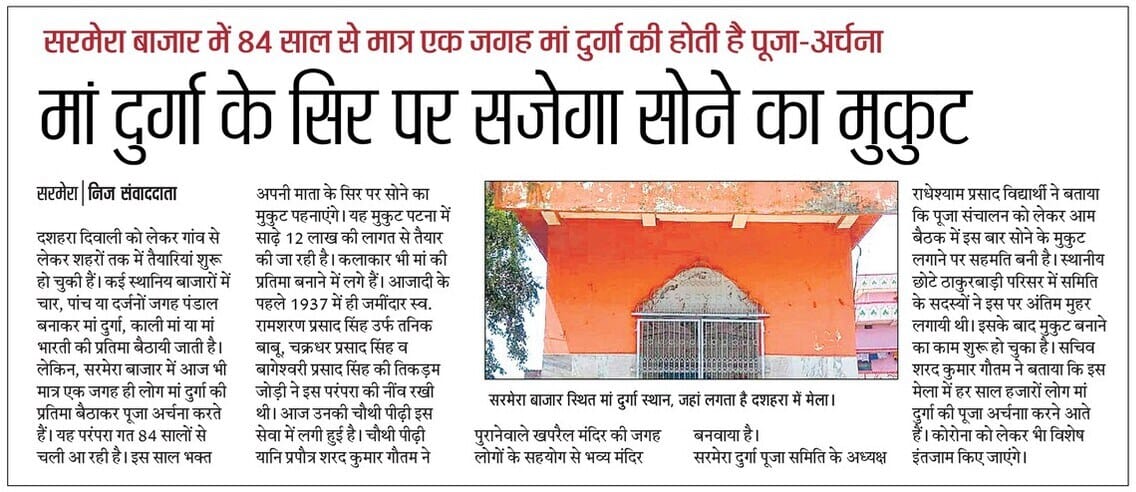 सरमेरा बाजार में 84 साल से मात्र एक जगह मां दुर्गा की होती है पूजा-अर्चना
मां दुर्गा के सिर पर सजेगा सोने का मुकुट
सरमेरा | निज संवाददाता
दशहरा दिवाली को लेकर गांव से
लेकर शहरों तक में तैयारियां शुरू
हो चुकी हैं। कई स्थानिय बाजारों में
चार, पांच या दर्जनों जगह पंडाल
बनाकर मां दुर्गा, काली मां या मां
भारती की प्रतिमा बैठायी जाती है।
लेकिन, सरमेरा बाजार में आज भी
मात्र एक जगह ही लोग मां दुर्गा की
प्रतिमा बैठाकर पूजा अर्चना करते
हैं। यह परंपरा गत 84 सालों से
चली आ रही है। इस साल भक्त
अपनी माता के सिर पर सोने का
मुकुट पहनाएंगे। यह मुकुट पटना में
साढ़े 12 लाख की लागत से तैयार
की जा रही है। कलाकार भी मां की
प्रतिमा बनाने में लगे हैं। आजादी के
पहले 1937 में ही जमींदार स्व.
रामशरण प्रसाद सिंह उर्फ तनिक
बाबू, चक्रधर प्रसाद सिंह व
बागेश्वरी प्रसाद सिंह की तिकड़म
जोड़ी ने इस परंपरा की नींव रखी
थी। आज उनकी चौथी पीढ़ी इस
सेवा में लगी हुई है। चौथी पीढ़ी
यानि प्रपौत्र शरद कुमार गौतम ने
सरमेरा बाजार स्थित मां दुर्गा स्थान, जहां लगता है दशहरा में मेला।
पुरानेवाले खपरैल मंदिर की जगह
लोगों के सहयोग से भव्य मंदिर
बनवाया है।
सरमेरा दुर्गा पूजा समिति के अध्यक्ष
राधेश्याम प्रसाद विद्यार्थी ने बताया
कि पूजा संचालन को लेकर आम
बैठक में इस बार सोने के मुकुट
लगाने पर सहमति बनी है। स्थानीय
छोटे ठाकुरबाड़ी परिसर में समिति
के सदस्यों ने इस पर अंतिम मुहर
लगायी थी। इसके बाद मुकुट बनाने
का काम शुरू हो चुका है। सचिव
शरद कुमार गौतम ने बताया कि इस
मेला में हर साल हजारों लोग मां
दुर्गा की पूजा अर्चनाा करने आते
हैं। कोरोना को लेकर भी विशेष
इंतजाम किए जाएंगे।